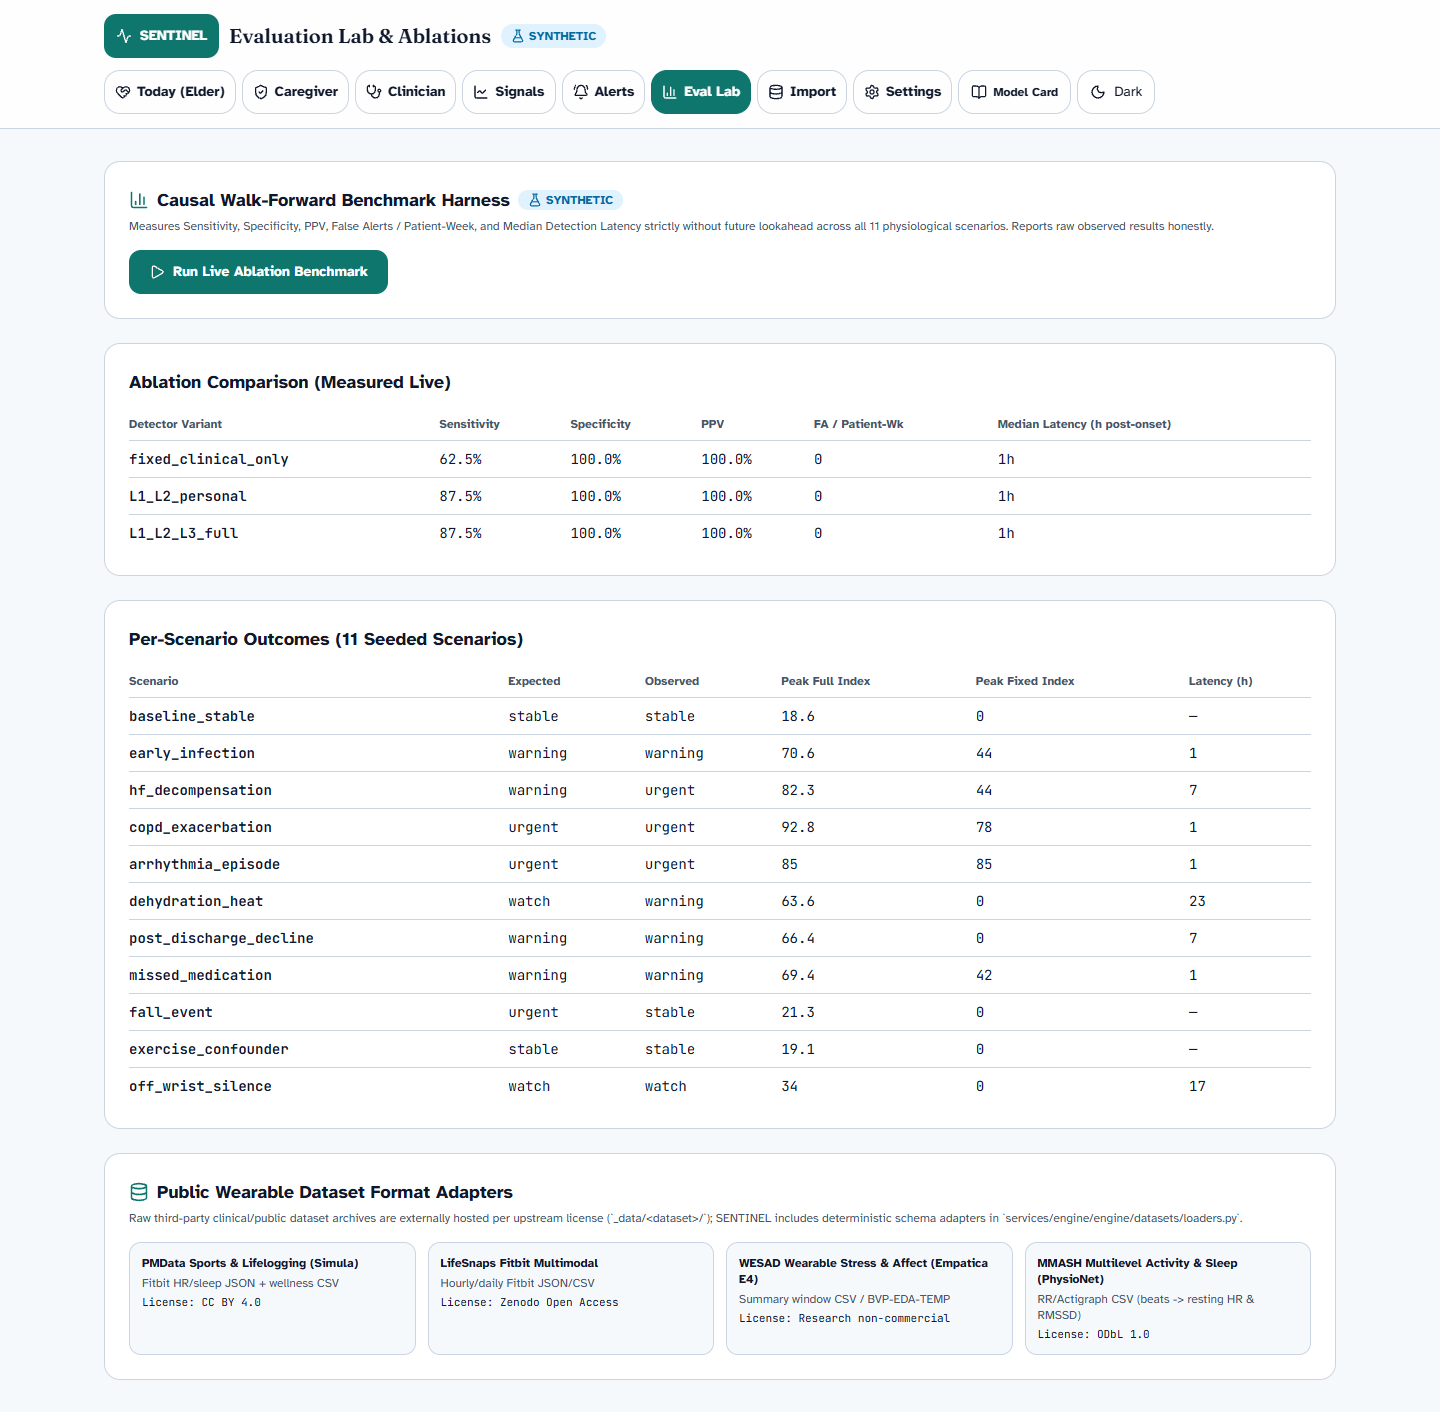 SENTINEL Evaluation Lab & Ablations SYNTHETIC
Today (Elder) Caregiver Clinician Signals Alerts Eval Lab Import Settings Model Card Dark
Causal Walk-Forward Benchmark Harness SYNTHETIC
Measures Sensitivity, Specificity, PPV, False Alerts / Patient-Week, and Median Detection Latency strictly without future lookahead across all 11 physiological scenarios. Reports raw observed results honestly.
Run Live Ablation Benchmark
Ablation Comparison (Measured Live)
Detector Variant Sensitivity Specificity PPV FA / Patient-Wk Median Latency (h post-onset)
fixed_clinical_only 62.5% 100.0% 100.0% 0 1h
L1_L2_personal 87.5% 100.0% 100.0% 0 1h
L1_L2_L3_full 87.5% 100.0% 100.0% 0 1h
Per-Scenario Outcomes (11 Seeded Scenarios)
Scenario Expected Observed Peak Full Index Peak Fixed Index Latency (h)
baseline_stable stable stable 18.6 0 —
early_infection warning warning 70.6 44 1
hf_decompensation warning urgent 82.3 44 7
copd_exacerbation urgent urgent 92.8 78 1
arrhythmia_episode urgent urgent 85 85 1
dehydration_heat watch warning 63.6 0 23
post_discharge_decline warning warning 66.4 0 7
missed_medication warning warning 69.4 42 1
fall_event urgent stable 21.3 0 —
exercise_confounder stable stable 19.1 0 —
off_wrist_silence watch watch 34 0 17
Public Wearable Dataset Format Adapters
Raw third-party clinical/public dataset archives are externally hosted per upstream license (`_data/<dataset>/`); SENTINEL includes deterministic schema adapters in `services/engine/engine/datasets/loaders.py`.
PMData Sports & Lifelogging (Simula)
Fitbit HR/sleep JSON + wellness CSV
License: CC BY 4.0
LifeSnaps Fitbit Multimodal
Hourly/daily Fitbit JSON/CSV
License: Zenodo Open Access
WESAD Wearable Stress & Affect (Empatica
E4)
Summary window CSV / BVP-EDA-TEMP
License: Research non-commercial
MMASH Multilevel Activity & Sleep
(PhysioNet)
RR/Actigraph CSV (beats -> resting HR &
RMSSD)
License: ODbL 1.0